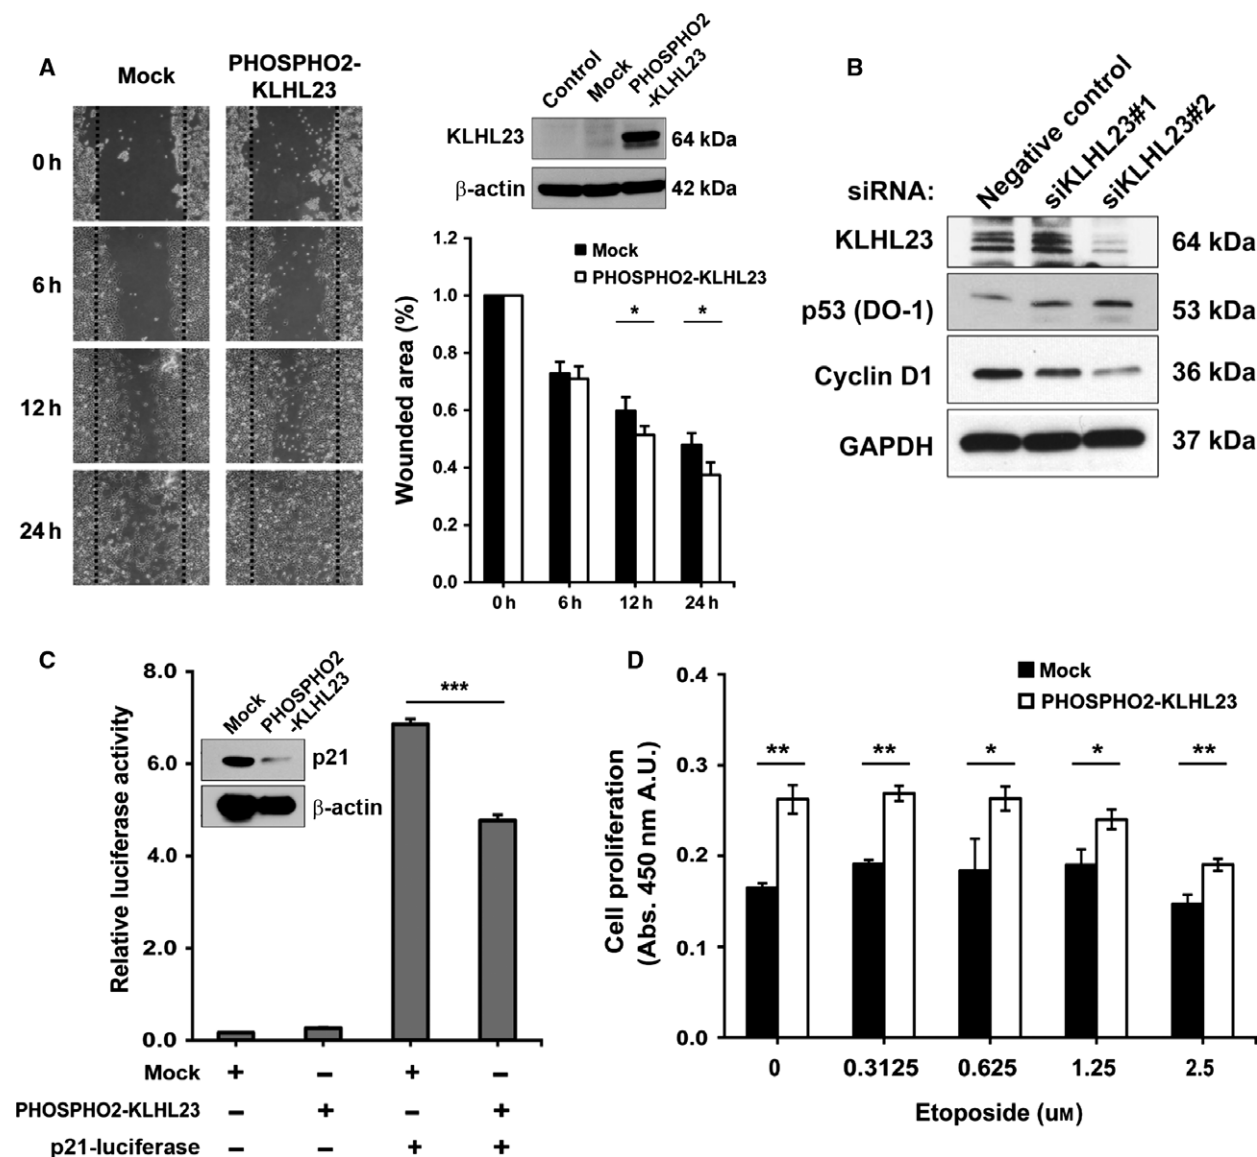 A
Mock
PHOSPHO2-
KLHL23
0 h
6 h
12 h
24 h
Control
Mock
PHOSPHO2
-KLHL23
KLHL23
64 kDa
β-actin
42 kDa
Wounded area (%)
1.2
1.0
0.8
0.6
0.4
0.2
0.0
Mock
PHOSPHO2-KLHL23
* *
0 h 6 h 12 h 24 h
B
siRNA:
Negative control
siKLHL23#1
siKLHL23#2
KLHL23 64 kDa
p53 (DO-1) 53 kDa
Cyclin D1 36 kDa
GAPDH 37 kDa
C
Relative luciferase activity
8.0
6.0
4.0
2.0
0.0
Mock
PHOSPHO2
-KLHL23
p21
β-actin
***
Mock + – + –
PHOSPHO2-KLHL23 – + – +
p21-luciferase – – + +
D
Cell proliferation
(Abs. 450 nm A.U.)
0.4
0.3
0.2
0.1
0.0
Mock
PHOSPHO2-KLHL23
** ** * * **
0 0.3125 0.625 1.25 2.5
Etoposide (uM)